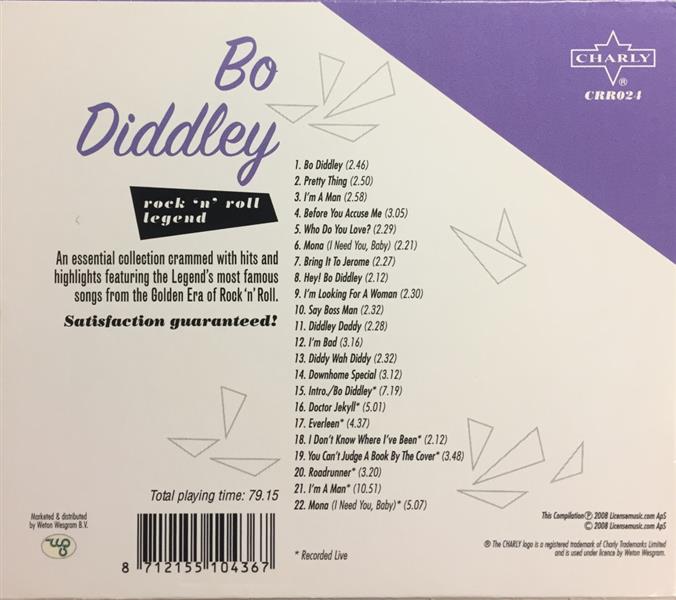 Bo
Diddley
CHARLY
®
CRR024
rock 'n' roll
legend
An essential collection crammed with hits and
highlights featuring the Legend's most famous
songs from the Golden Era of Rock 'n' Roll.
Satisfaction guaranteed!
1. Bo Diddley (2.46)
2. Pretty Thing (2.50)
3. I'm A Man (2.58)
4. Before You Accuse Me (3.05)
5. Who Do You Love? (2.29)
6. Mona (I Need You, Baby) (2.21)
7. Bring It To Jerome (2.27)
8. Hey! Bo Diddley (2.12)
9. I'm Looking For A Woman (2.30)
10. Say Boss Man (2.32)
11. Diddley Daddy (2.28)
12. I'm Bad (3.16)
13. Diddy Wah Diddy (2.32)
14. Downhome Special (3.12)
15. Intro./Bo Diddley* (7.19)
16. Doctor Jekyll* (5.01)
17. Everleen* (4.37)
18. I Don't Know Where I've Been* (2.12)
19. You Can't Judge A Book By The Cover* (3.48)
20. Roadrunner* (3.20)
21. I'm A Man* (10.51)
22. Mona (I Need You, Baby)* (5.07)
Total playing time: 79.15
Marketed & distributed
by Weton Wesgram B.V.
8 712155 104367
* Recorded Live
This Compilation ℗ 2008 Licensemusic.com ApS
© 2008 Licensemusic.com ApS
® The CHARLY logo is a registered trademark of Charly Trademarks Limited
and is used under licence by Weton Wesgram.